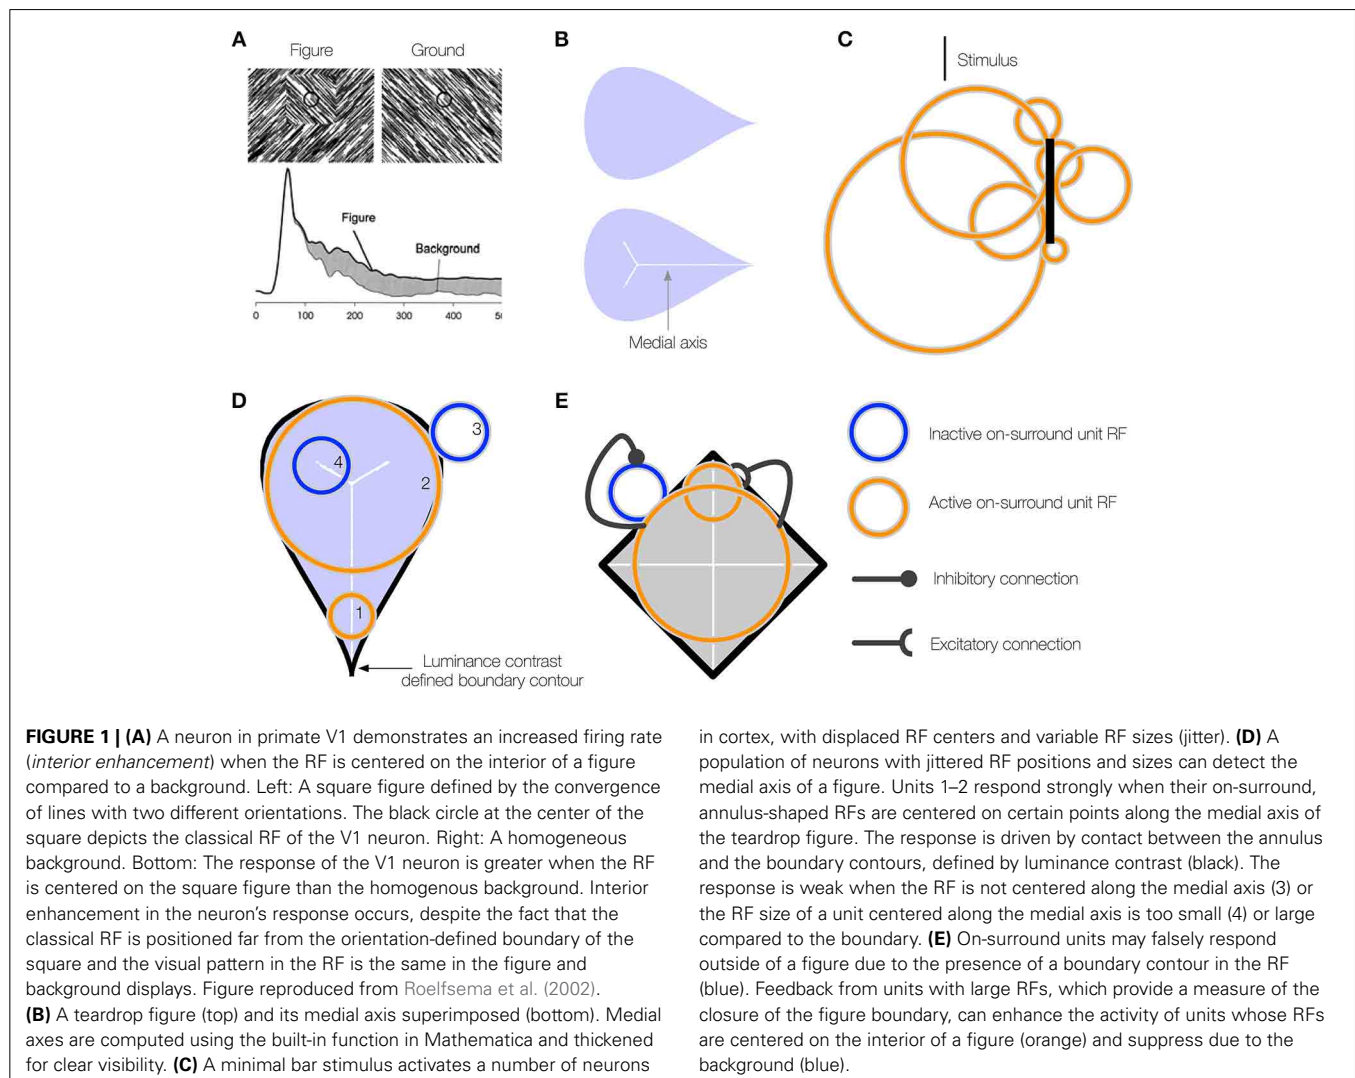 A
Figure
Ground
Figure
Background
0
100
200
300
400
B
Medial axis
C
Stimulus
D
4
3
2
1
Luminance contrast
defined boundary contour
E
Inactive on-surround unit RF
Active on-surround unit RF
Inhibitory connection
Excitatory connection
FIGURE 1 | (A) A neuron in primate V1 demonstrates an increased firing rate
(interior enhancement) when the RF is centered on the interior of a figure
compared to a background. Left: A square figure defined by the convergence
of lines with two different orientations. The black circle at the center of the
square depicts the classical RF of the V1 neuron. Right: A homogeneous
background. Bottom: The response of the V1 neuron is greater when the RF
is centered on the square figure than the homogenous background. Interior
enhancement in the neuron's response occurs, despite the fact that the
classical RF is positioned far from the orientation-defined boundary of the
square and the visual pattern in the RF is the same in the figure and
background displays. Figure reproduced from Roelfsema et al. (2002).
(B) A teardrop figure (top) and its medial axis superimposed (bottom). Medial
axes are computed using the built-in function in Mathematica and thickened
for clear visibility. (C) A minimal bar stimulus activates a number of neurons
in cortex, with displaced RF centers and variable RF sizes (jitter). (D) A
population of neurons with jittered RF positions and sizes can detect the
medial axis of a figure. Units 1–2 respond strongly when their on-surround,
annulus-shaped RFs are centered on certain points along the medial axis of
the teardrop figure. The response is driven by contact between the annulus
and the boundary contours, defined by luminance contrast (black). The
response is weak when the RF is not centered along the medial axis (3) or
the RF size of a unit centered along the medial axis is too small (4) or large
compared to the boundary. (E) On-surround units may falsely respond
outside of a figure due to the presence of a boundary contour in the RF
(blue). Feedback from units with large RFs, which provide a measure of the
closure of the figure boundary, can enhance the activity of units whose RFs
are centered on the interior of a figure (orange) and suppress due to the
background (blue).